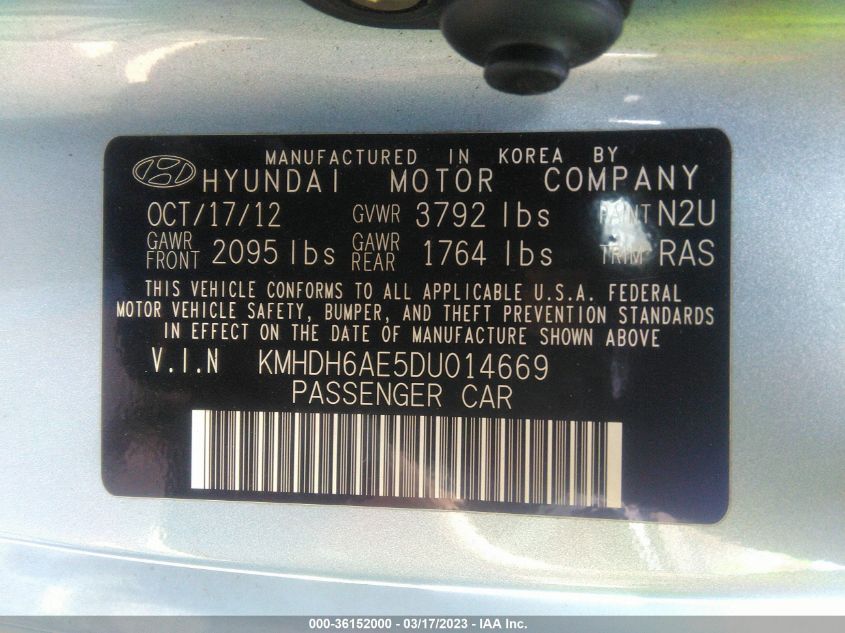 MANUFACTURED IN KOREA BY
HYUNDAI MOTOR COMPANY
OCT/17/12 GVWR 3792 lbs PAINT N2U
GAWR FRONT 2095 lbs GAWR REAR 1764 lbs TRIM RAS
THIS VEHICLE CONFORMS TO ALL APPLICABLE U.S.A. FEDERAL
MOTOR VEHICLE SAFETY, BUMPER, AND THEFT PREVENTION STANDARDS
IN EFFECT ON THE DATE OF MANUFACTURE SHOWN ABOVE
V.I.N KMHDH6AE5DU014669
PASSENGER CAR
000-36152000 - 03/17/2023 - IAA Inc.